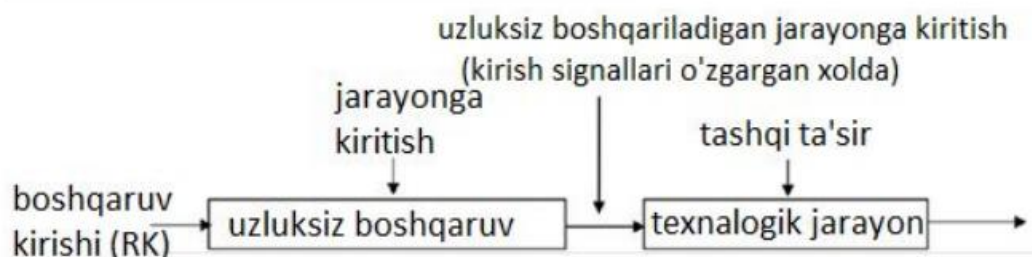 uzluksiz boshqariladigan jarayonga kiritish
(kirish signallari o'zgargan xolda)
jarayonga
kiritish
tashqi ta'sir
boshqaruv
kirishi (RK)
uzluksiz boshqaruv
texnalogik jarayon